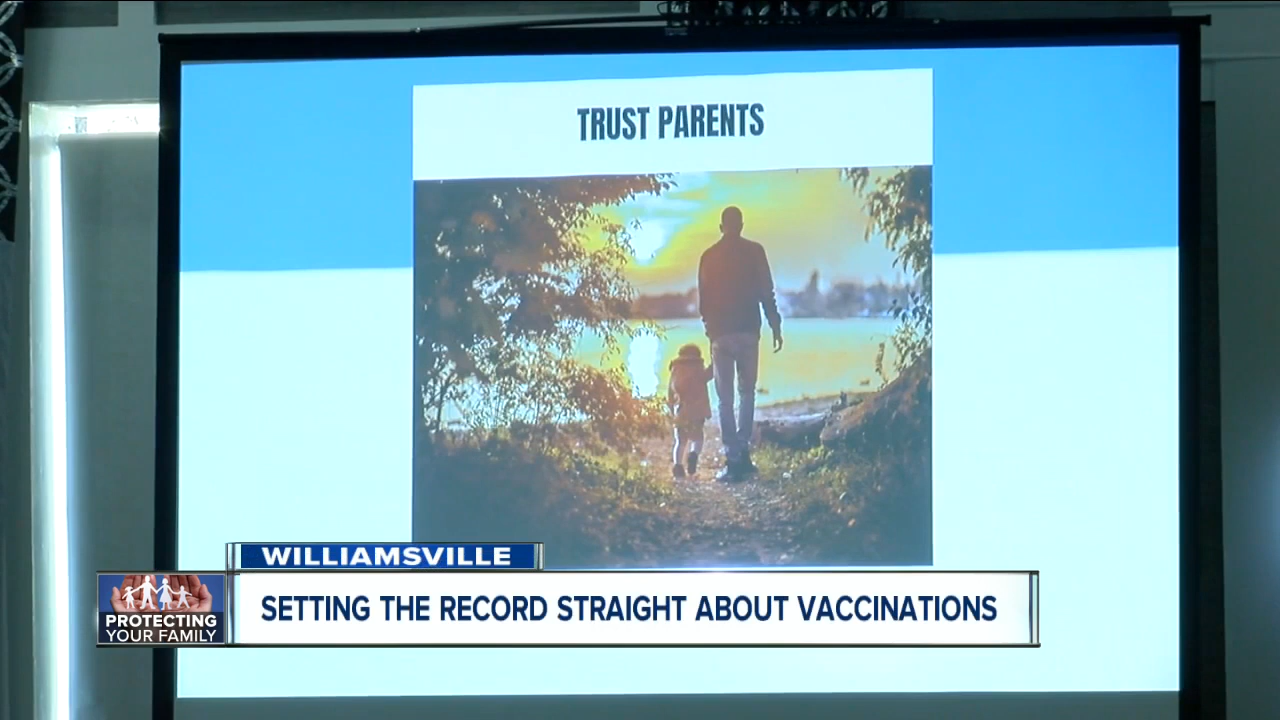 TRUST PARENTS
WILLIAMSVILLE
SETTING THE RECORD STRAIGHT ABOUT VACCINATIONS
PROTECTING
YOUR FAMILY